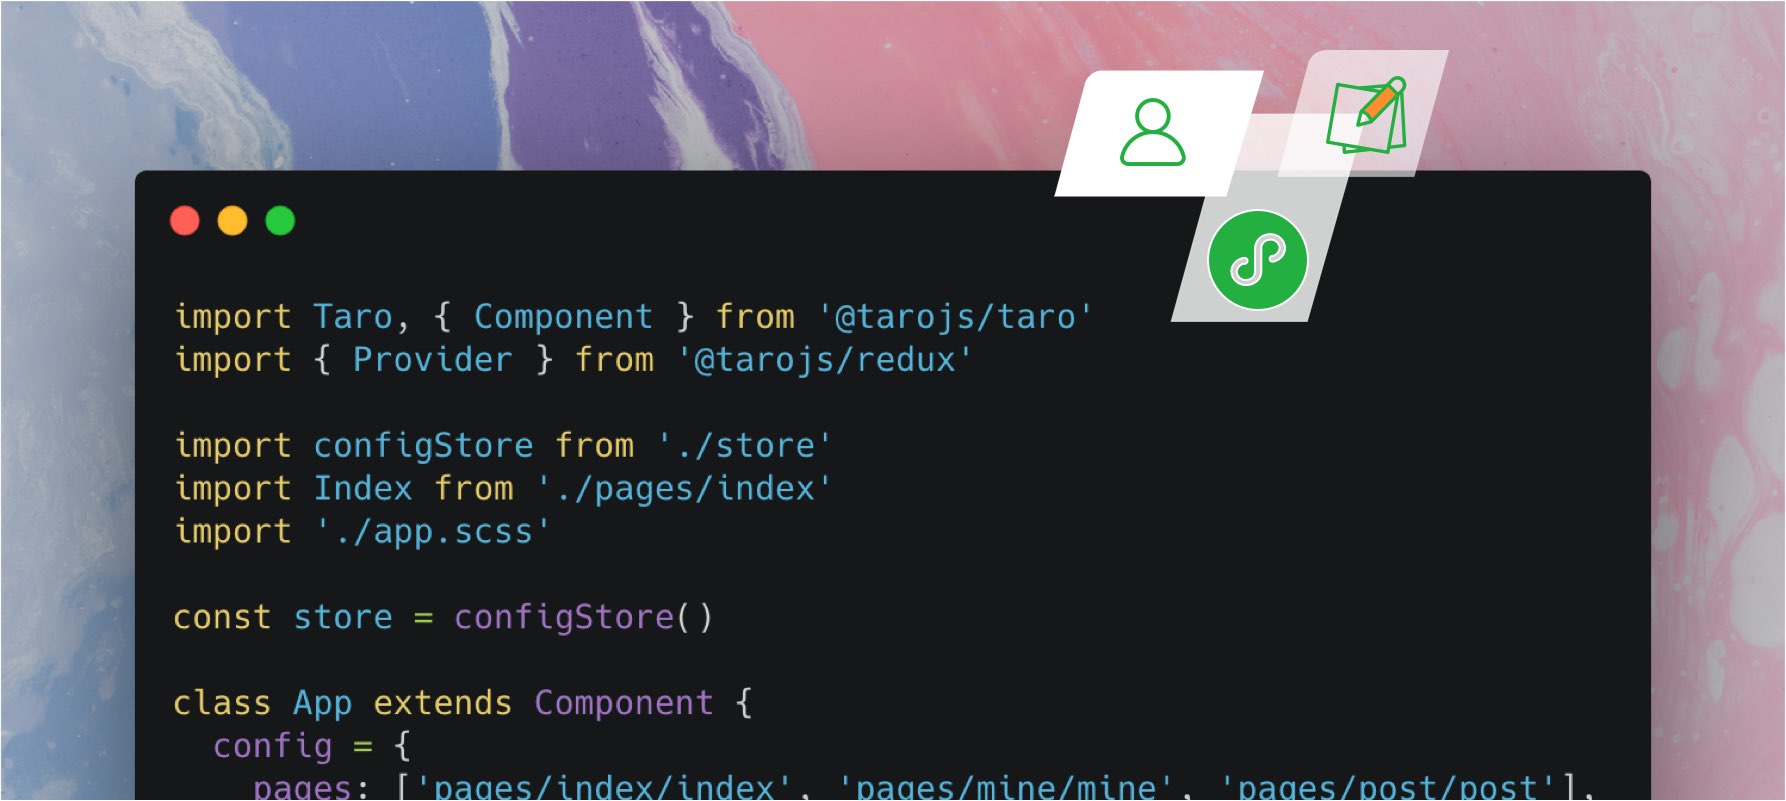 import Taro, { Component } from '@tarojs/taro'
import { Provider } from '@tarojs/redux'
import configStore from './store'
import Index from './pages/index'
import './app.scss'
const store = configStore()
class App extends Component {
config = {
pages: ['pages/index/index', 'pages/mine/mine', 'pages/post/post'],